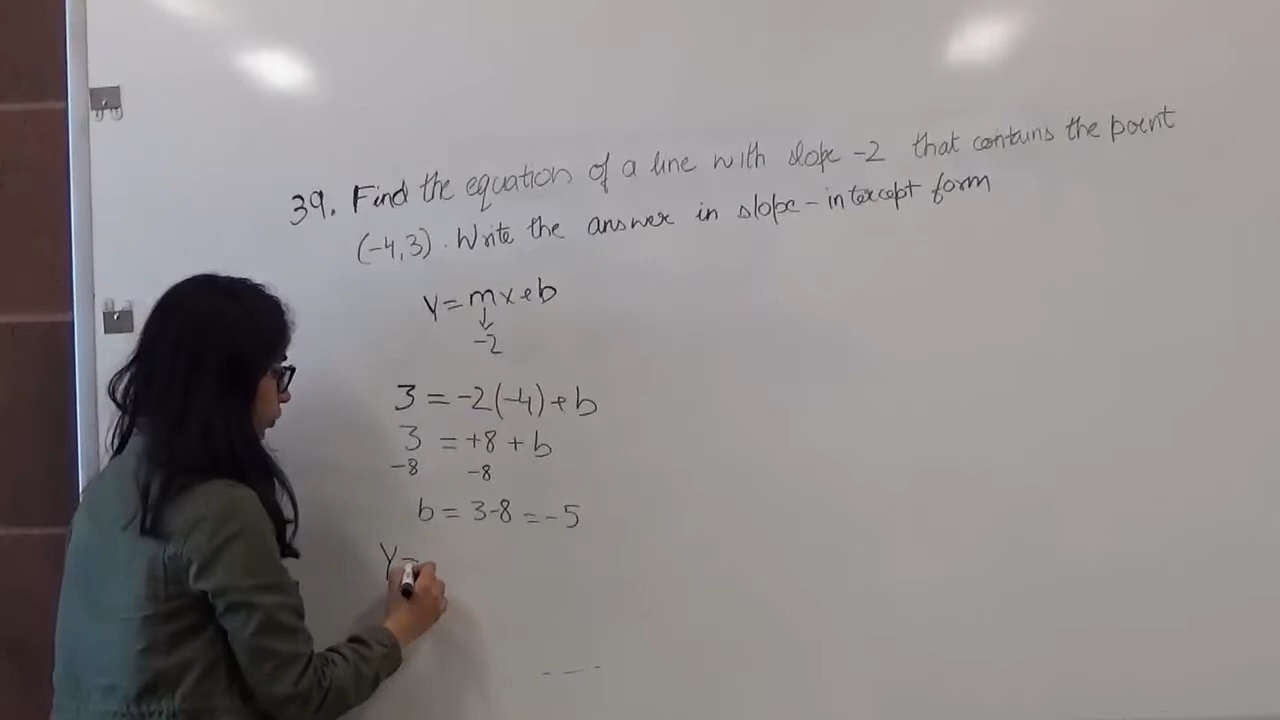 39. Find the equation of a line with slope -2 that contains the point
(-4,3). Write the answer in slope-intercept form
y = mx+b
↓
-2
3 = -2(-4)+b
3 = +8 + b
-8 -8
b = 3-8 = -5
y =